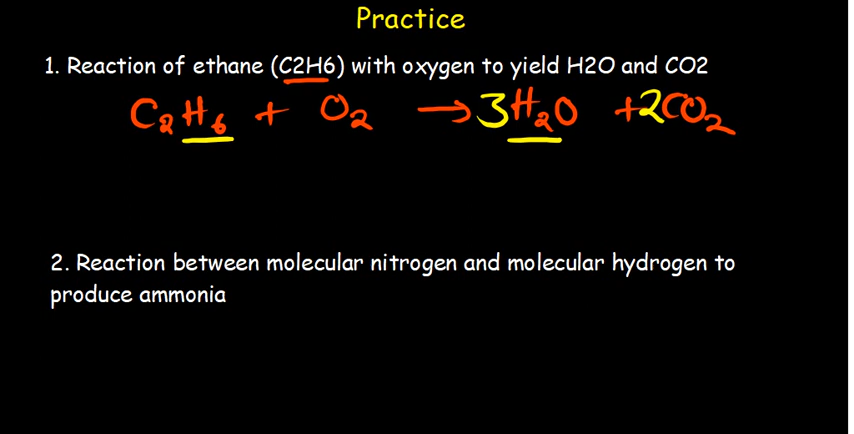 Practice
1. Reaction of ethane (C2H6) with oxygen to yield H2O and CO2
C₂H₆ + O₂ → 3H₂O +2CO₂
2. Reaction between molecular nitrogen and molecular hydrogen to
produce ammonia